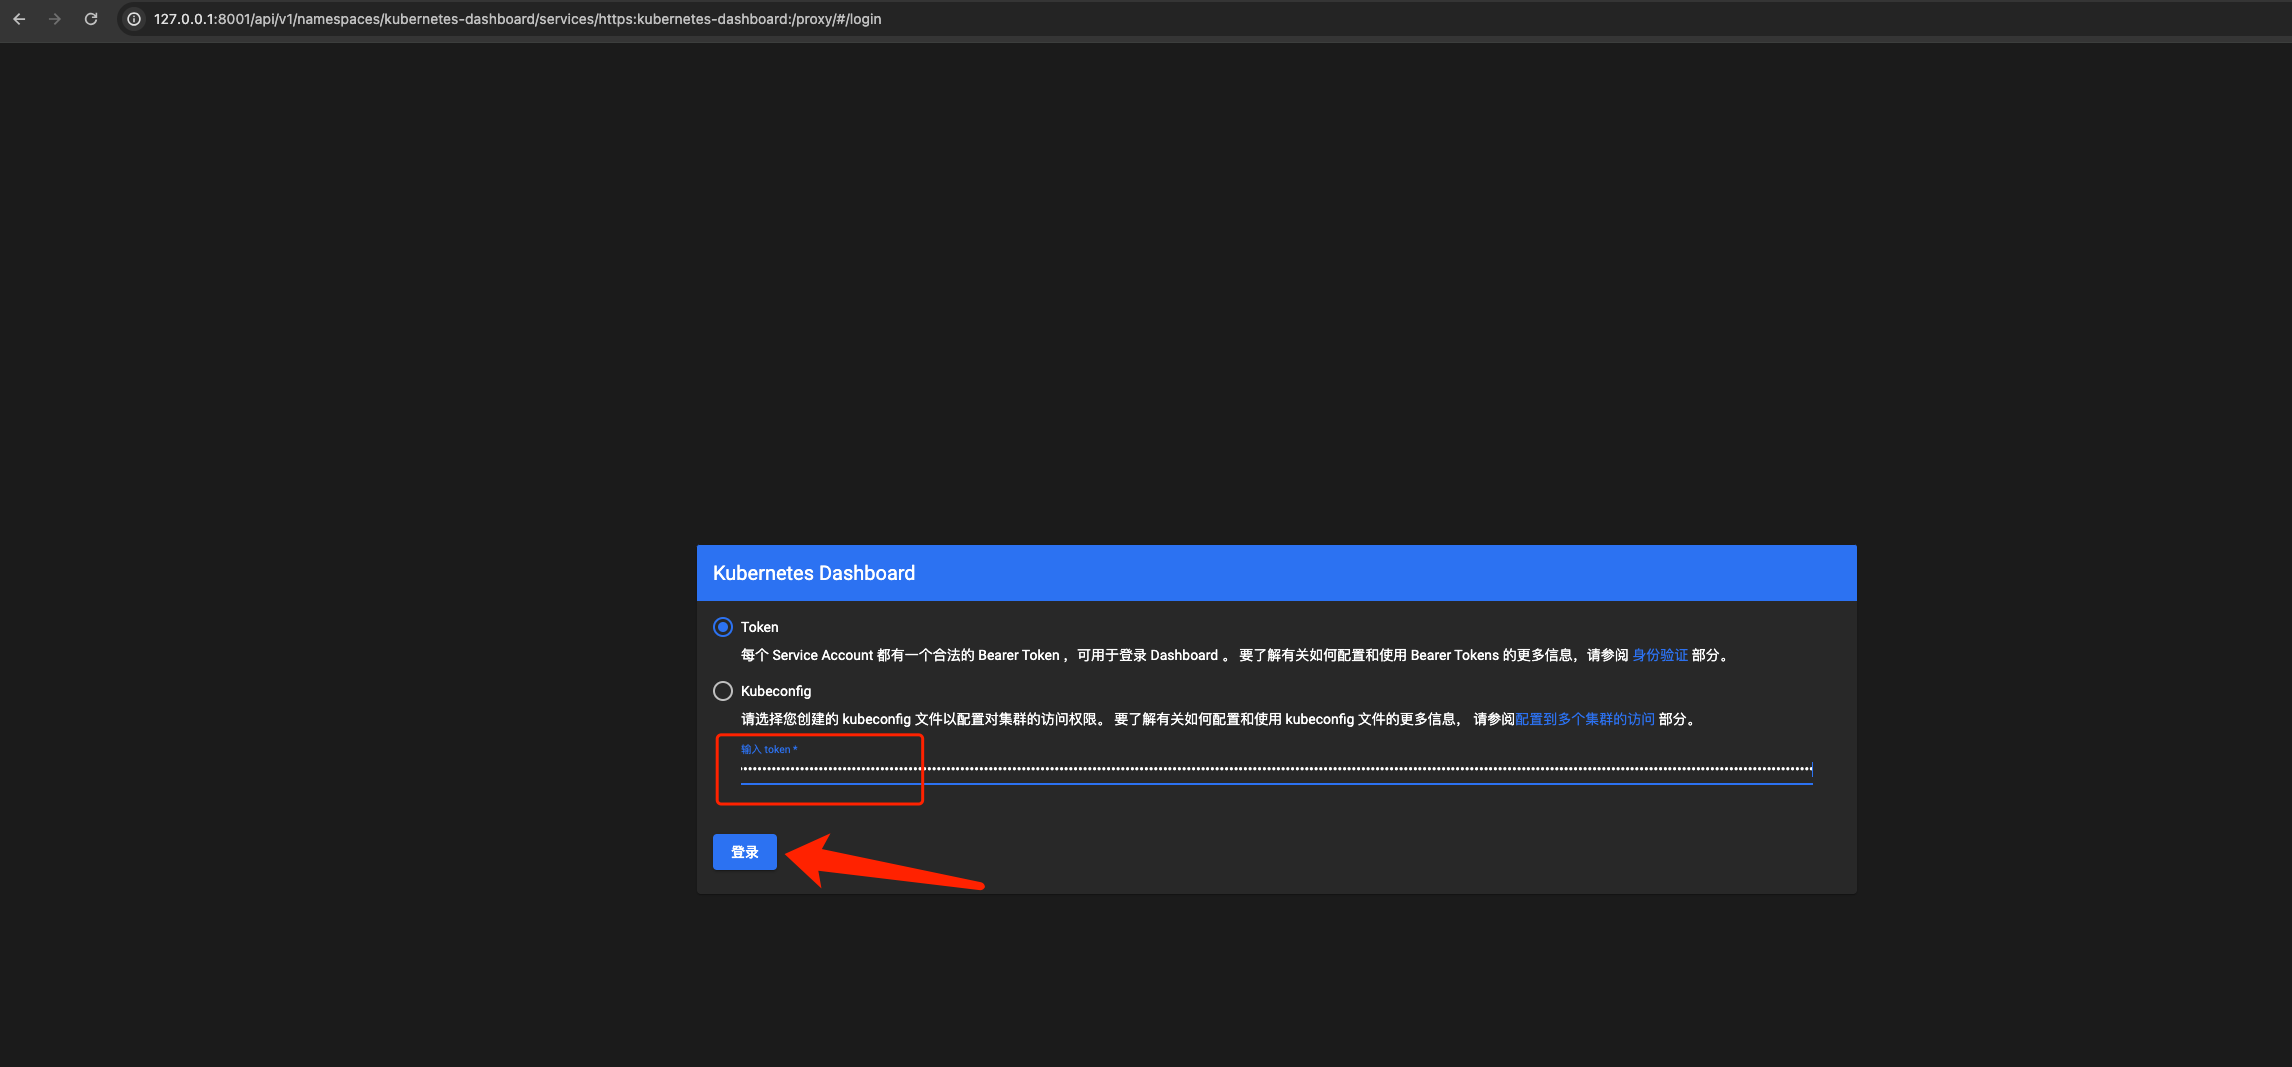 127.0.0.1:8001/api/v1/namespaces/kubernetes-dashboard/services/https:kubernetes-dashboard:/proxy/#/login
Kubernetes Dashboard
Token
每个 Service Account 都有一个合法的 Bearer Token ，可用于登录 Dashboard 。 要了解有关如何配置和使用 Bearer Tokens 的更多信息，请参阅 身份验证 部分。
Kubeconfig
请选择您创建的 kubeconfig 文件以配置对集群的访问权限。 要了解有关如何配置和使用 kubeconfig 文件的更多信息， 请参阅配置到多个集群的访问 部分。
输入 token *
登录